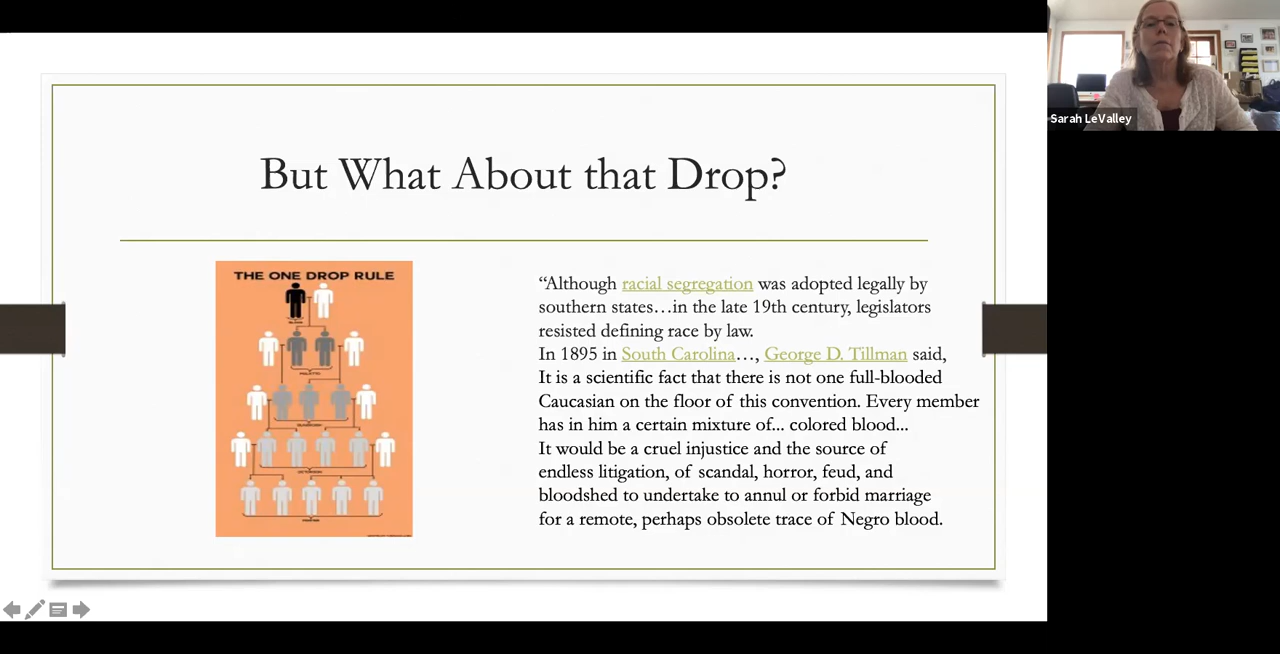 But What About that Drop?
THE ONE DROP RULE
“Although racial segregation was adopted legally by
southern states…in the late 19th century, legislators
resisted defining race by law.
In 1895 in South Carolina…, George D. Tillman said,
It is a scientific fact that there is not one full-blooded
Caucasian on the floor of this convention. Every member
has in him a certain mixture of... colored blood...
It would be a cruel injustice and the source of
endless litigation, of scandal, horror, feud, and
bloodshed to undertake to annul or forbid marriage
for a remote, perhaps obsolete trace of Negro blood.
Sarah LeValley